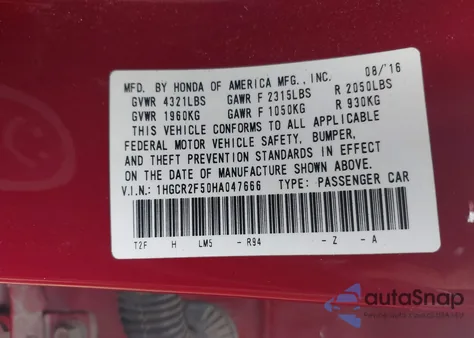 MFD. BY HONDA OF AMERICA MFG., INC. 08/16
GVWR 4321LBS GAWR F 2315LBS R 2050LBS
GVWR 1960KG GAWR F 1050KG R 930KG
THIS VEHICLE CONFORMS TO ALL APPLICABLE
FEDERAL MOTOR VEHICLE SAFETY, BUMPER,
AND THEFT PREVENTION STANDARDS IN EFFECT
ON THE DATE OF MANUFACTURE SHOWN ABOVE.
V.I.N.: 1HGCR2F50HA047666 TYPE: PASSENGER CAR
T2F H LM5 - R94 - Z - A
autoSnap